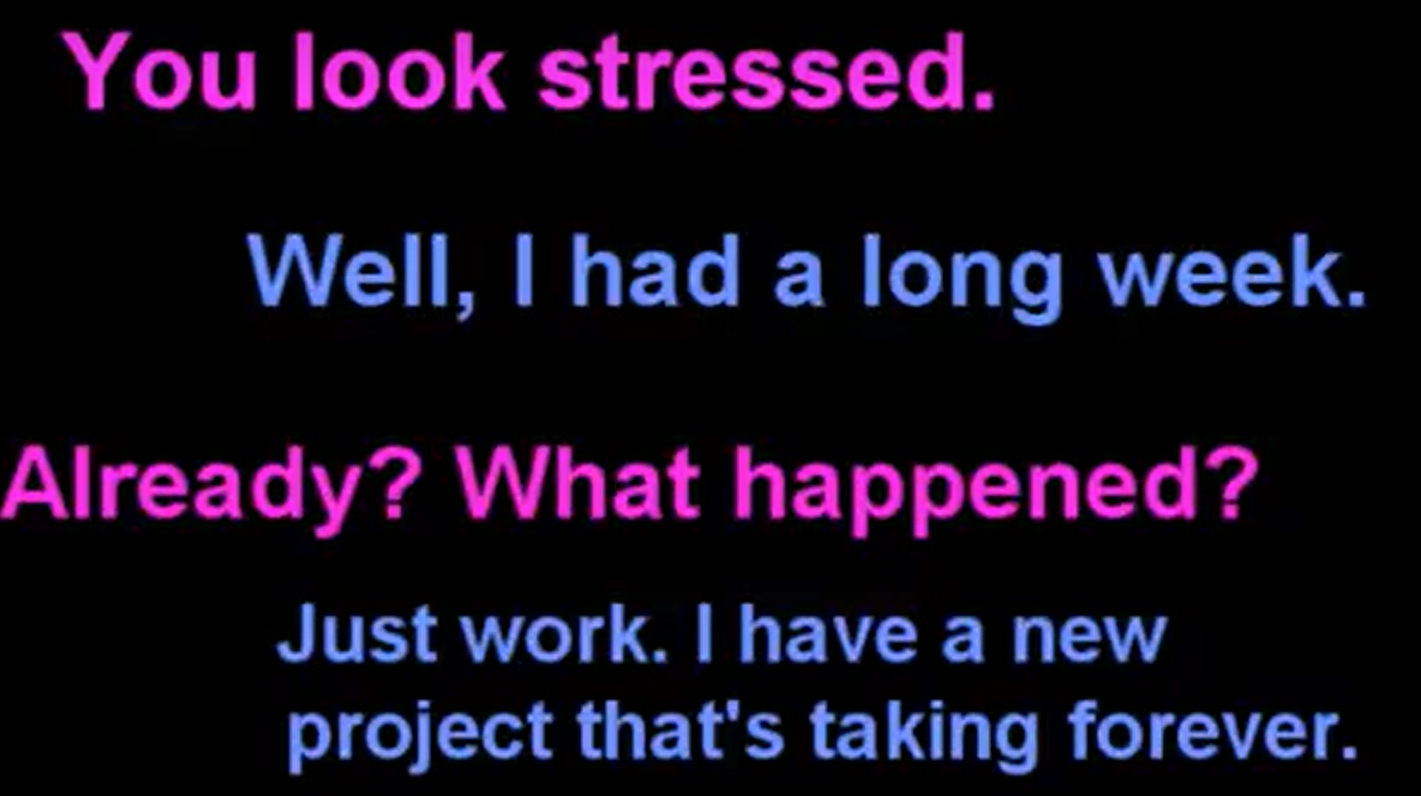 You look stressed.
Well, I had a long week.
Already? What happened?
Just work. I have a new
project that's taking forever.